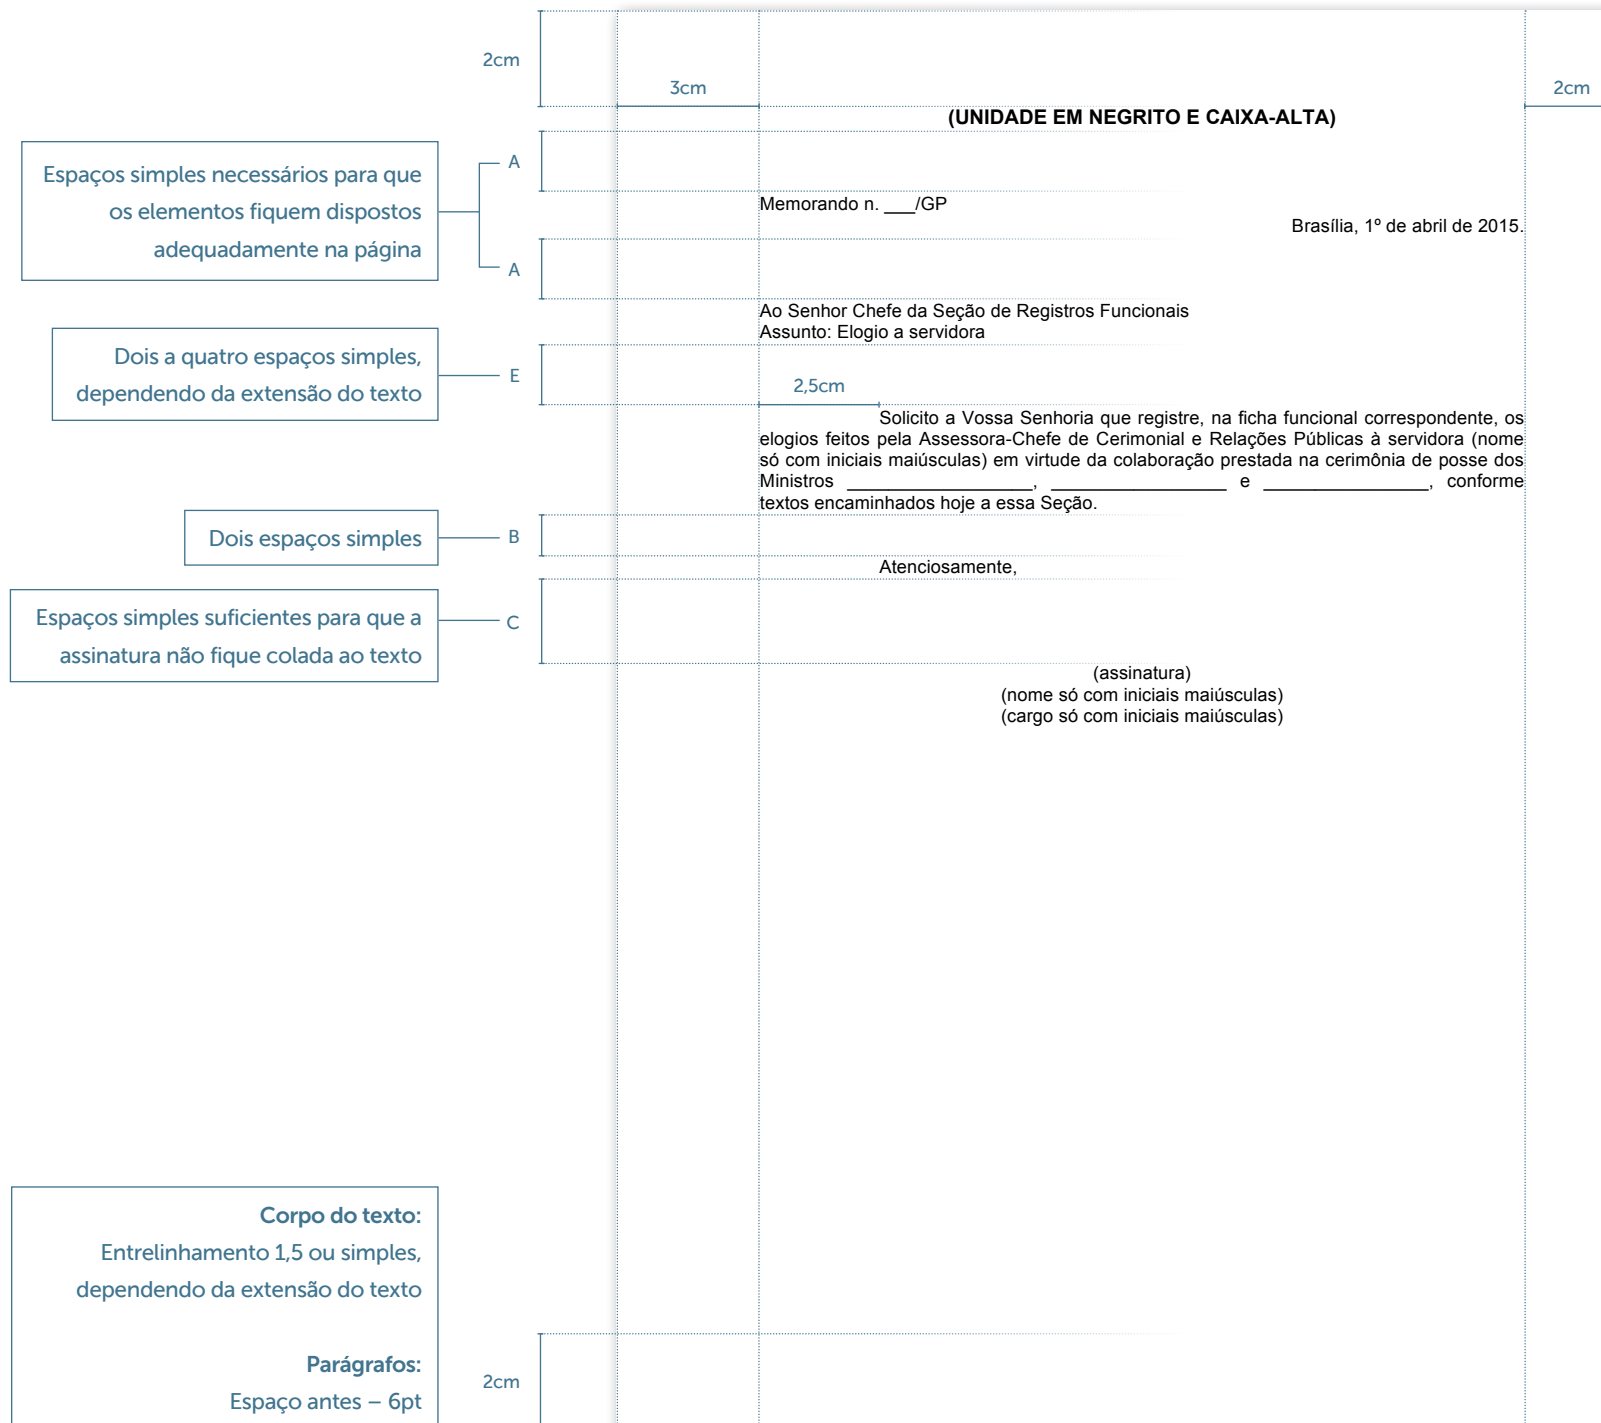 2cm
3cm
2cm
(UNIDADE EM NEGRITO E CAIXA-ALTA)
Espaços simples necessários para que
os elementos fiquem dispostos
adequadamente na página
A
A
Memorando n. ___/GP
Brasília, 1º de abril de 2015.
Ao Senhor Chefe da Seção de Registros Funcionais
Assunto: Elogio a servidora
Dois a quatro espaços simples,
dependendo da extensão do texto
E
2,5cm
Solicito a Vossa Senhoria que registre, na ficha funcional correspondente, os
elogios feitos pela Assessora-Chefe de Cerimonial e Relações Públicas à servidora (nome
só com iniciais maiúsculas) em virtude da colaboração prestada na cerimônia de posse dos
Ministros __________________, _________________ e ________________, conforme
textos encaminhados hoje a essa Seção.
Dois espaços simples
B
Atenciosamente,
Espaços simples suficientes para que a
assinatura não fique colada ao texto
C
(assinatura)
(nome só com iniciais maiúsculas)
(cargo só com iniciais maiúsculas)
Corpo do texto:
Entrelinhamento 1,5 ou simples,
dependendo da extensão do texto
Parágrafos:
Espaço antes – 6pt
2cm